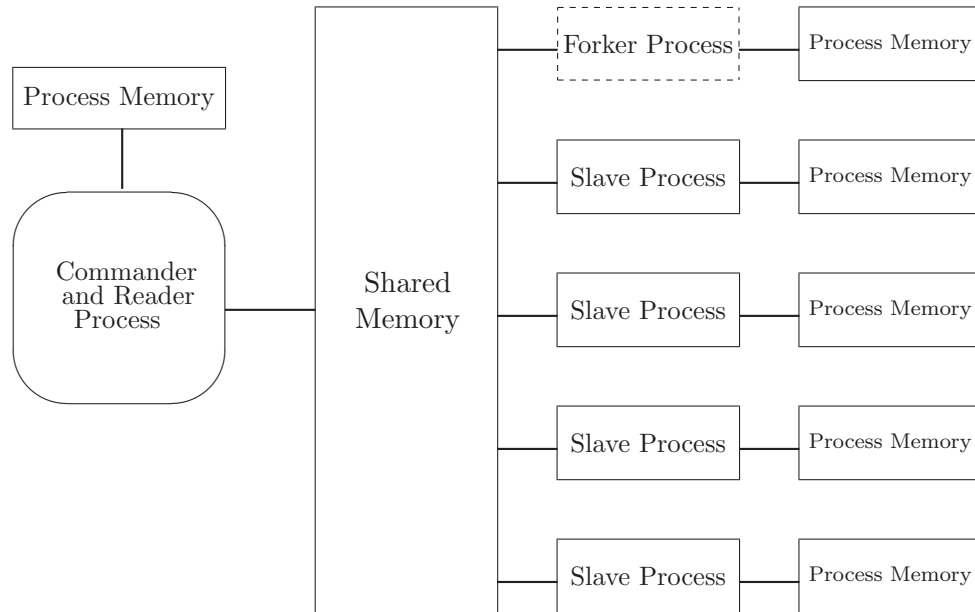 Process Memory
Commander
and Reader
Process
Shared
Memory
Forker Process
Process Memory
Slave Process
Process Memory
Slave Process
Process Memory
Slave Process
Process Memory
Slave Process
Process Memory